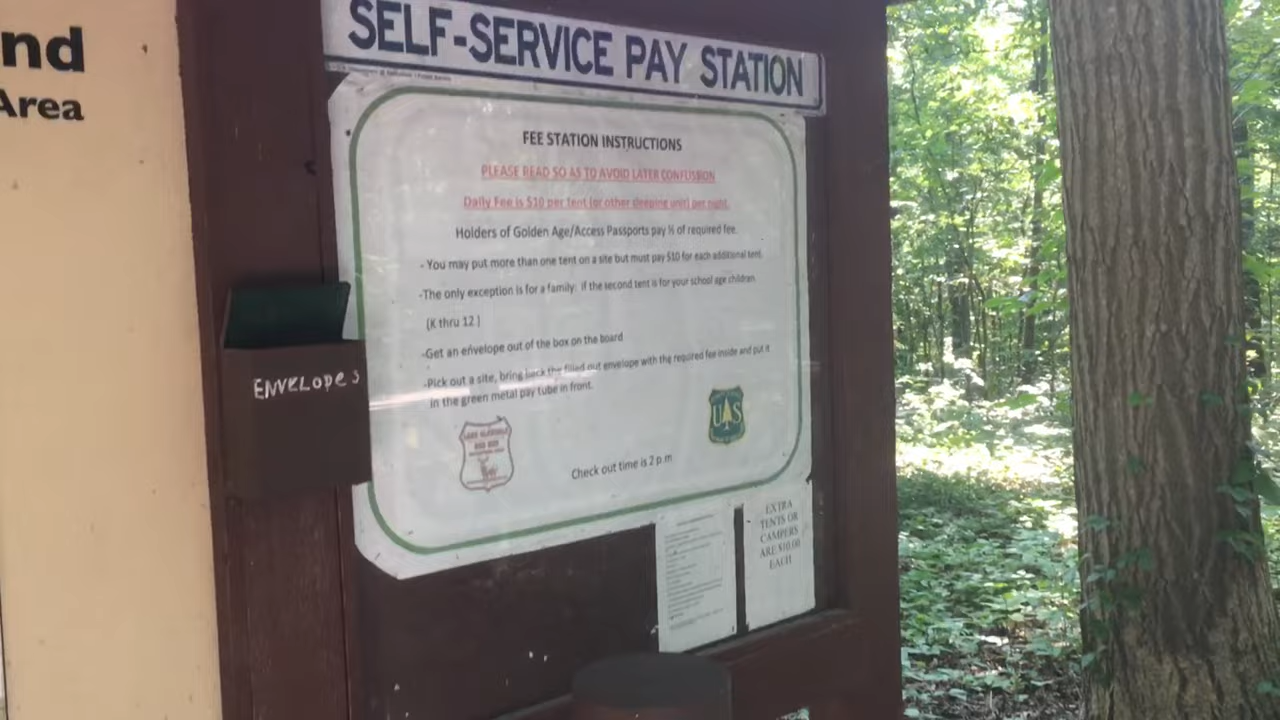 nd
Area
SELF-SERVICE PAY STATION
FEE STATION INSTRUCTIONS
PLEASE READ SO AS TO AVOID LATER CONFUSSION
Daily Fee is $10 per tent (or other sleeping unit) per night.
Holders of Golden Age/Access Passports pay ½ of required fee.
- You may put more than one tent on a site but must pay $10 for each additional tent.
-The only exception is for a family: if the second tent is for your school age children
(K thru 12 )
-Get an envelope out of the box on the board
-Pick out a site, bring back the filled out envelope with the required fee inside and put it
in the green metal pay tube in front.
ENVELOPES
US
Check out time is 2 p.m
EXTRA
TENTS OR
CAMPERS
ARE $10.00
EACH